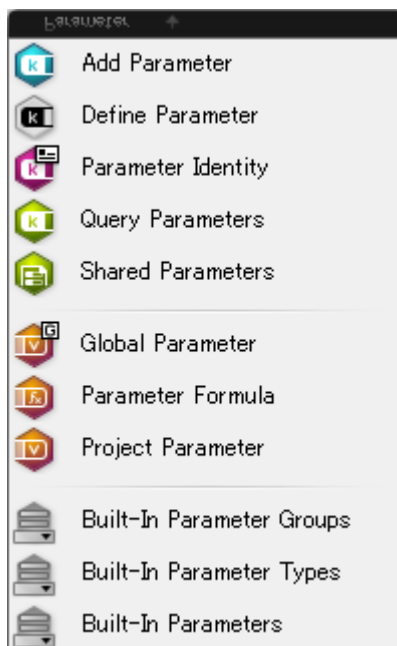 Parameter
Add Parameter
Define Parameter
Parameter Identity
Query Parameters
Shared Parameters
Global Parameter
Parameter Formula
Project Parameter
Built-In Parameter Groups
Built-In Parameter Types
Built-In Parameters